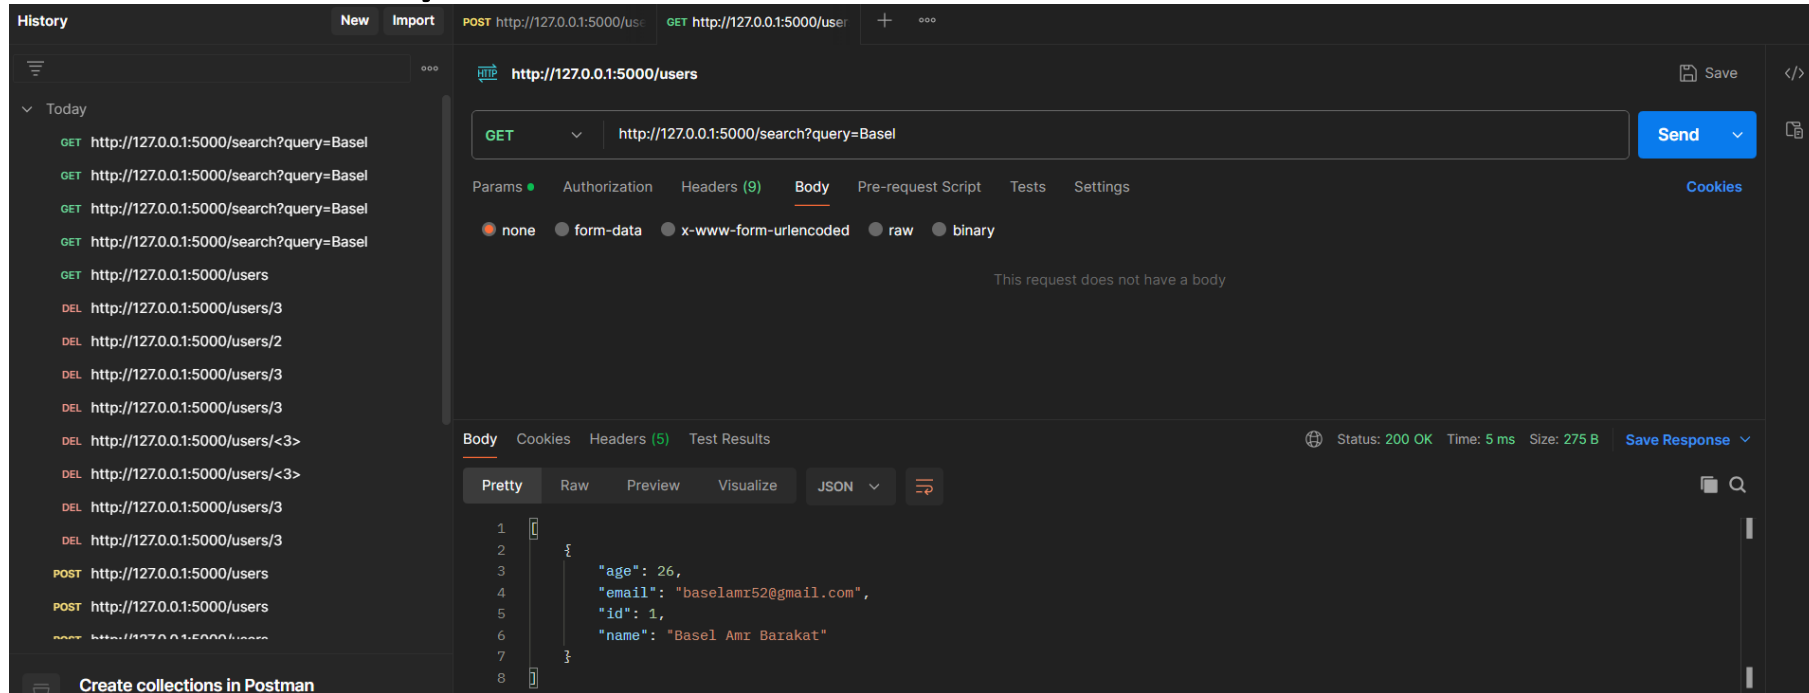 History New Import
POST http://127.0.0.1:5000/use GET http://127.0.0.1:5000/user
HTTP http://127.0.0.1:5000/users Save </>
Today
GET http://127.0.0.1:5000/search?query=Basel
GET http://127.0.0.1:5000/search?query=Basel
GET http://127.0.0.1:5000/search?query=Basel
GET http://127.0.0.1:5000/search?query=Basel
GET http://127.0.0.1:5000/users
DEL http://127.0.0.1:5000/users/3
DEL http://127.0.0.1:5000/users/2
DEL http://127.0.0.1:5000/users/3
DEL http://127.0.0.1:5000/users/3
DEL http://127.0.0.1:5000/users/<3>
DEL http://127.0.0.1:5000/users/<3>
DEL http://127.0.0.1:5000/users/3
DEL http://127.0.0.1:5000/users/3
POST http://127.0.0.1:5000/users
POST http://127.0.0.1:5000/users
POST http://127.0.0.1:5000/users
Create collections in Postman
GET http://127.0.0.1:5000/search?query=Basel Send
Params Authorization Headers (9) Body Pre-request Script Tests Settings Cookies
none form-data x-www-form-urlencoded raw binary
This request does not have a body
Body Cookies Headers (5) Test Results Status: 200 OK Time: 5 ms Size: 275 B Save Response
Pretty Raw Preview Visualize JSON
1 [
2 {
3 "age": 26,
4 "email": "baselamr52@gmail.com",
5 "id": 1,
6 "name": "Basel Amr Barakat"
7 }
8 ]